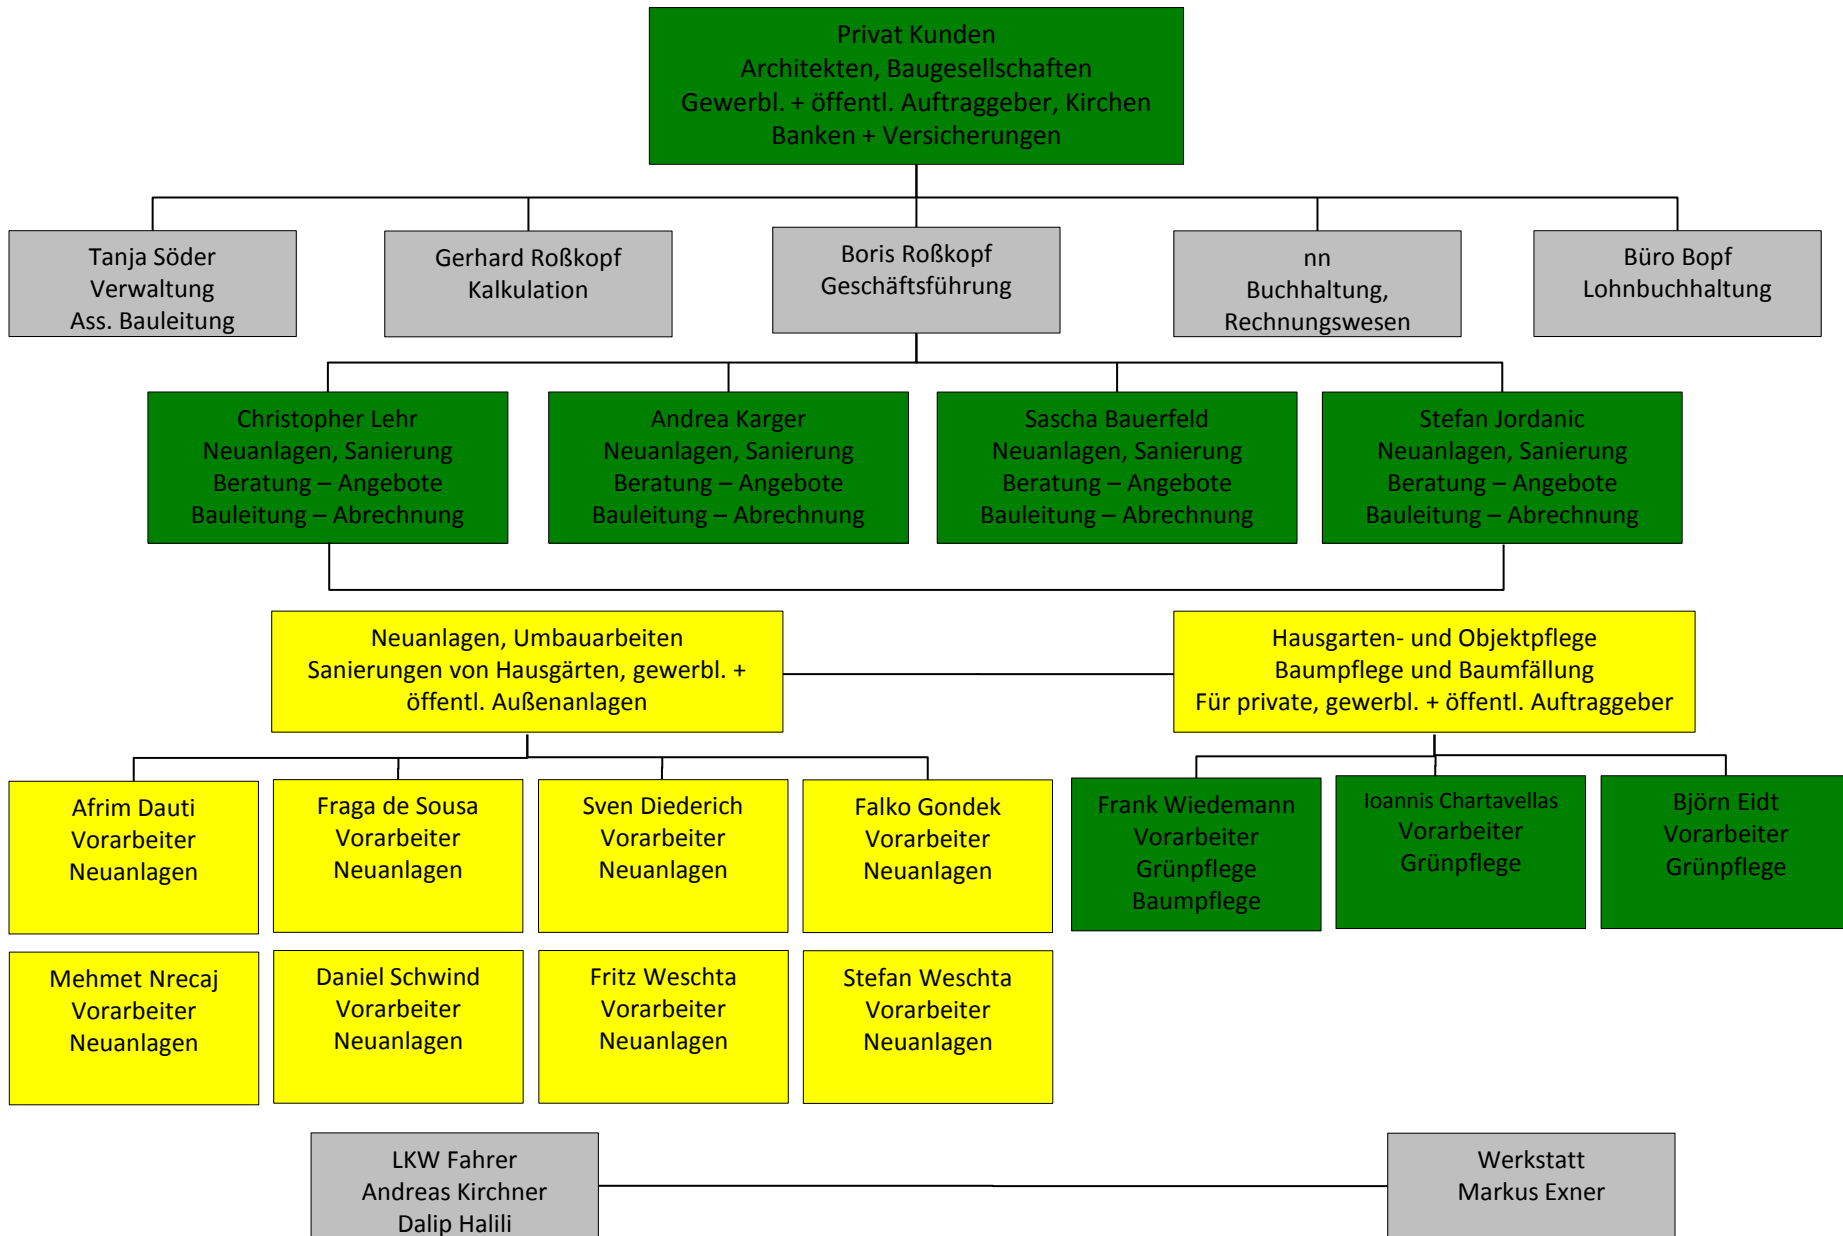 Privat Kunden
Architekten, Baugesellschaften
Gewerbl. + öffentl. Auftraggeber, Kirchen
Banken + Versicherungen
Tanja Söder
Verwaltung
Ass. Bauleitung
Gerhard Roßkopf
Kalkulation
Boris Roßkopf
Geschäftsführung
nn
Buchhaltung,
Rechnungswesen
Büro Bopf
Lohnbuchhaltung
Christopher Lehr
Neuanlagen, Sanierung
Beratung – Angebote
Bauleitung – Abrechnung
Andrea Karger
Neuanlagen, Sanierung
Beratung – Angebote
Bauleitung – Abrechnung
Sascha Bauerfeld
Neuanlagen, Sanierung
Beratung – Angebote
Bauleitung – Abrechnung
Stefan Jordanic
Neuanlagen, Sanierung
Beratung – Angebote
Bauleitung – Abrechnung
Neuanlagen, Umbauarbeiten
Sanierungen von Hausgärten, gewerbl. +
öffentl. Außenanlagen
Hausgarten- und Objektpflege
Baumpflege und Baumfällung
Für private, gewerbl. + öffentl. Auftraggeber
Afrim Dauti
Vorarbeiter
Neuanlagen
Fraga de Sousa
Vorarbeiter
Neuanlagen
Sven Diederich
Vorarbeiter
Neuanlagen
Falko Gondek
Vorarbeiter
Neuanlagen
Frank Wiedemann
Vorarbeiter
Grünpflege
Baumpflege
Ioannis Chartavellas
Vorarbeiter
Grünpflege
Björn Eidt
Vorarbeiter
Grünpflege
Mehmet Nrecaj
Vorarbeiter
Neuanlagen
Daniel Schwind
Vorarbeiter
Neuanlagen
Fritz Weschta
Vorarbeiter
Neuanlagen
Stefan Weschta
Vorarbeiter
Neuanlagen
LKW Fahrer
Andreas Kirchner
Dalip Halili
Werkstatt
Markus Exner